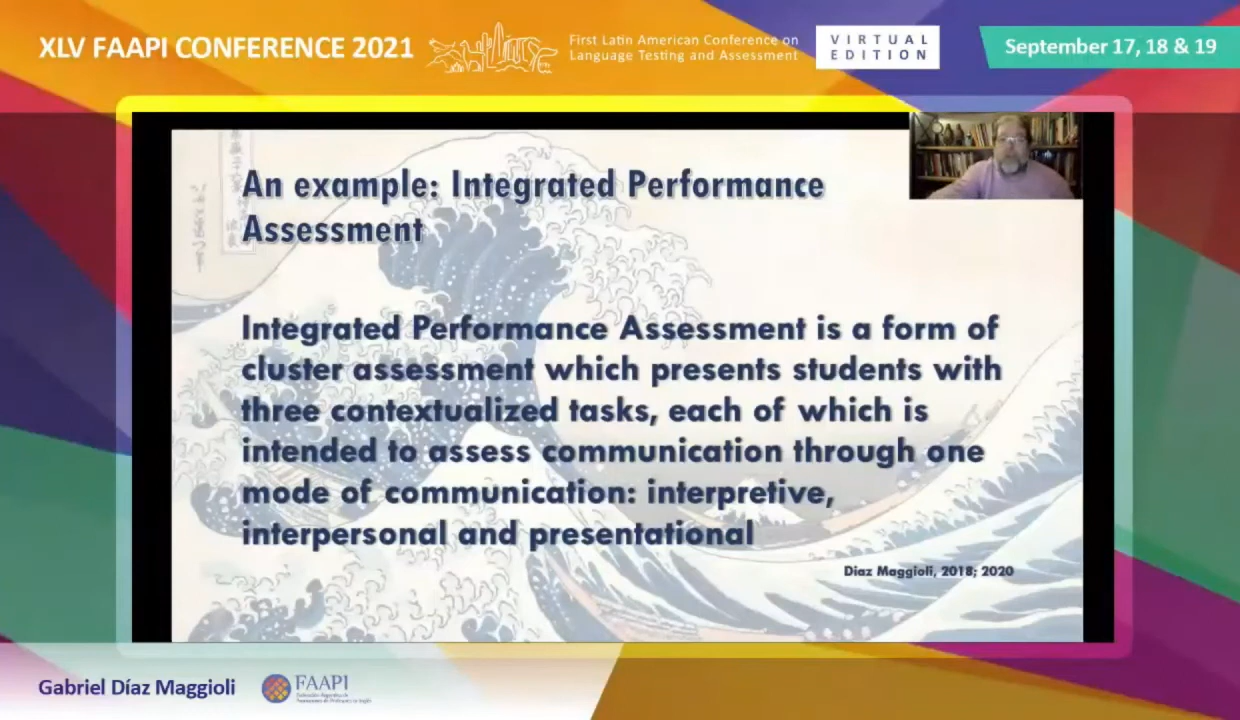 XLV FAAPI CONFERENCE 2021
First Latin American Conference on
Language Testing and Assessment
VIRTUAL
EDITION
September 17, 18 & 19
An example: Integrated Performance
Assessment
Integrated Performance Assessment is a form of
cluster assessment which presents students with
three contextualized tasks, each of which is
intended to assess communication through one
mode of communication: interpretive,
interpersonal and presentational
Díaz Maggioli, 2018; 2020
Gabriel Díaz Maggioli
FAAPI